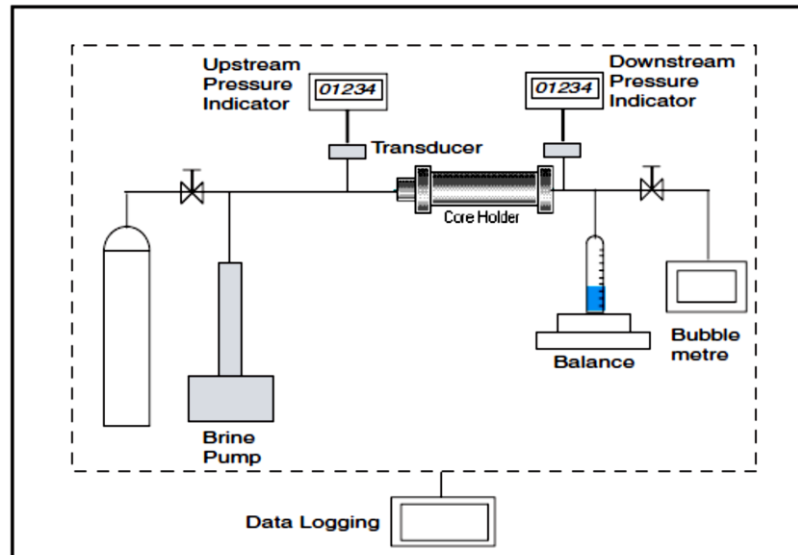 Upstream
Pressure
Indicator
01234
Downstream
Pressure
Indicator
01234
Transducer
Core Holder
Brine
Pump
Balance
Bubble
metre
Data Logging